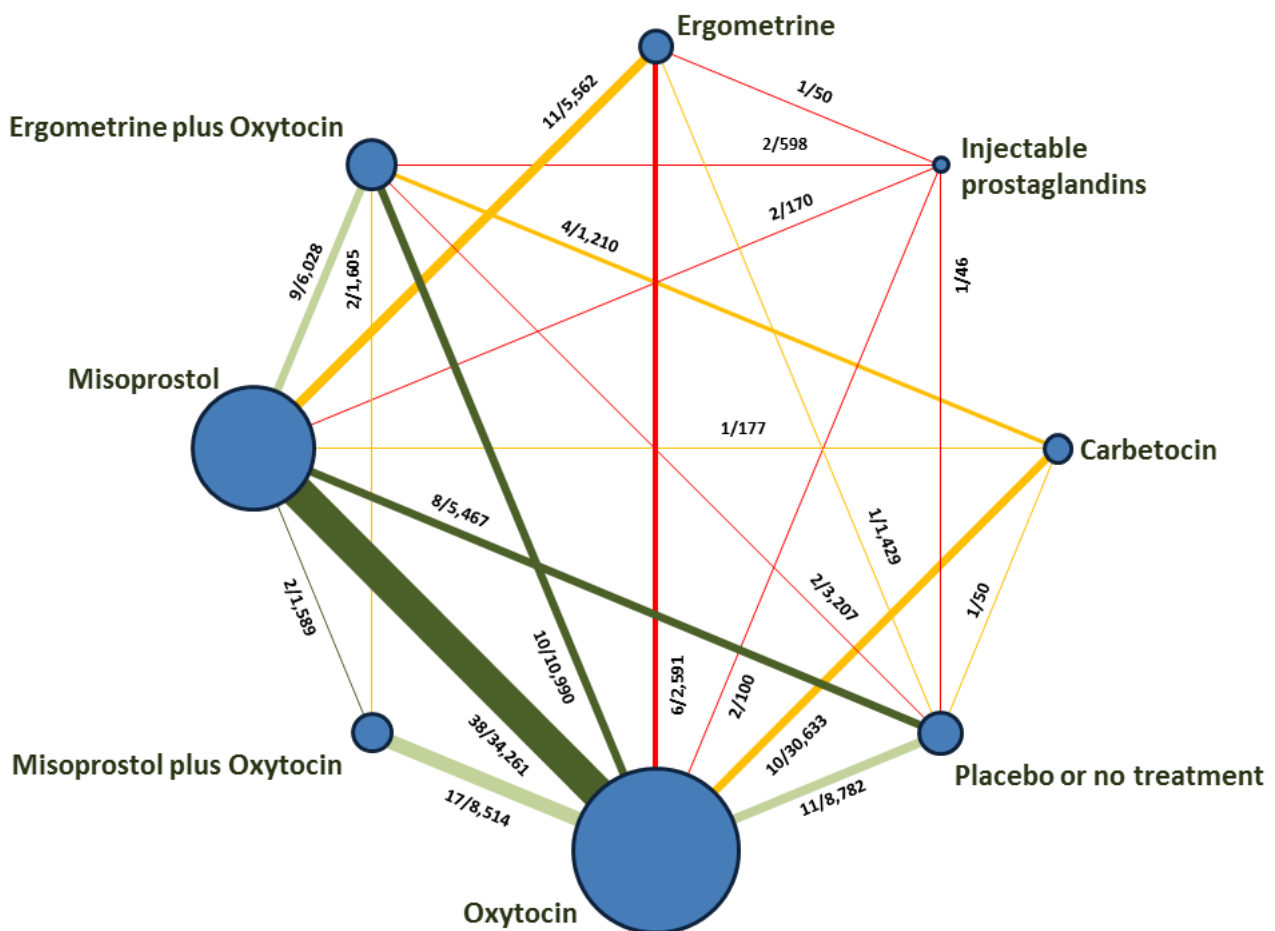 Ergometrine
11/5,562
1/50
Ergometrine plus Oxytocin
2/598
Injectable
prostaglandins
2/170
4/1,210
9/6,028
2/1,605
1/46
Misoprostol
1/177
Carbetocin
8/5,467
1/1,429
2/3,207
1/50
2/1,589
10/10,990
6/2,591
2/100
38/34,261
10/30,633
Misoprostol plus Oxytocin
17/8,514
11/8,782
Placebo or no treatment
Oxytocin